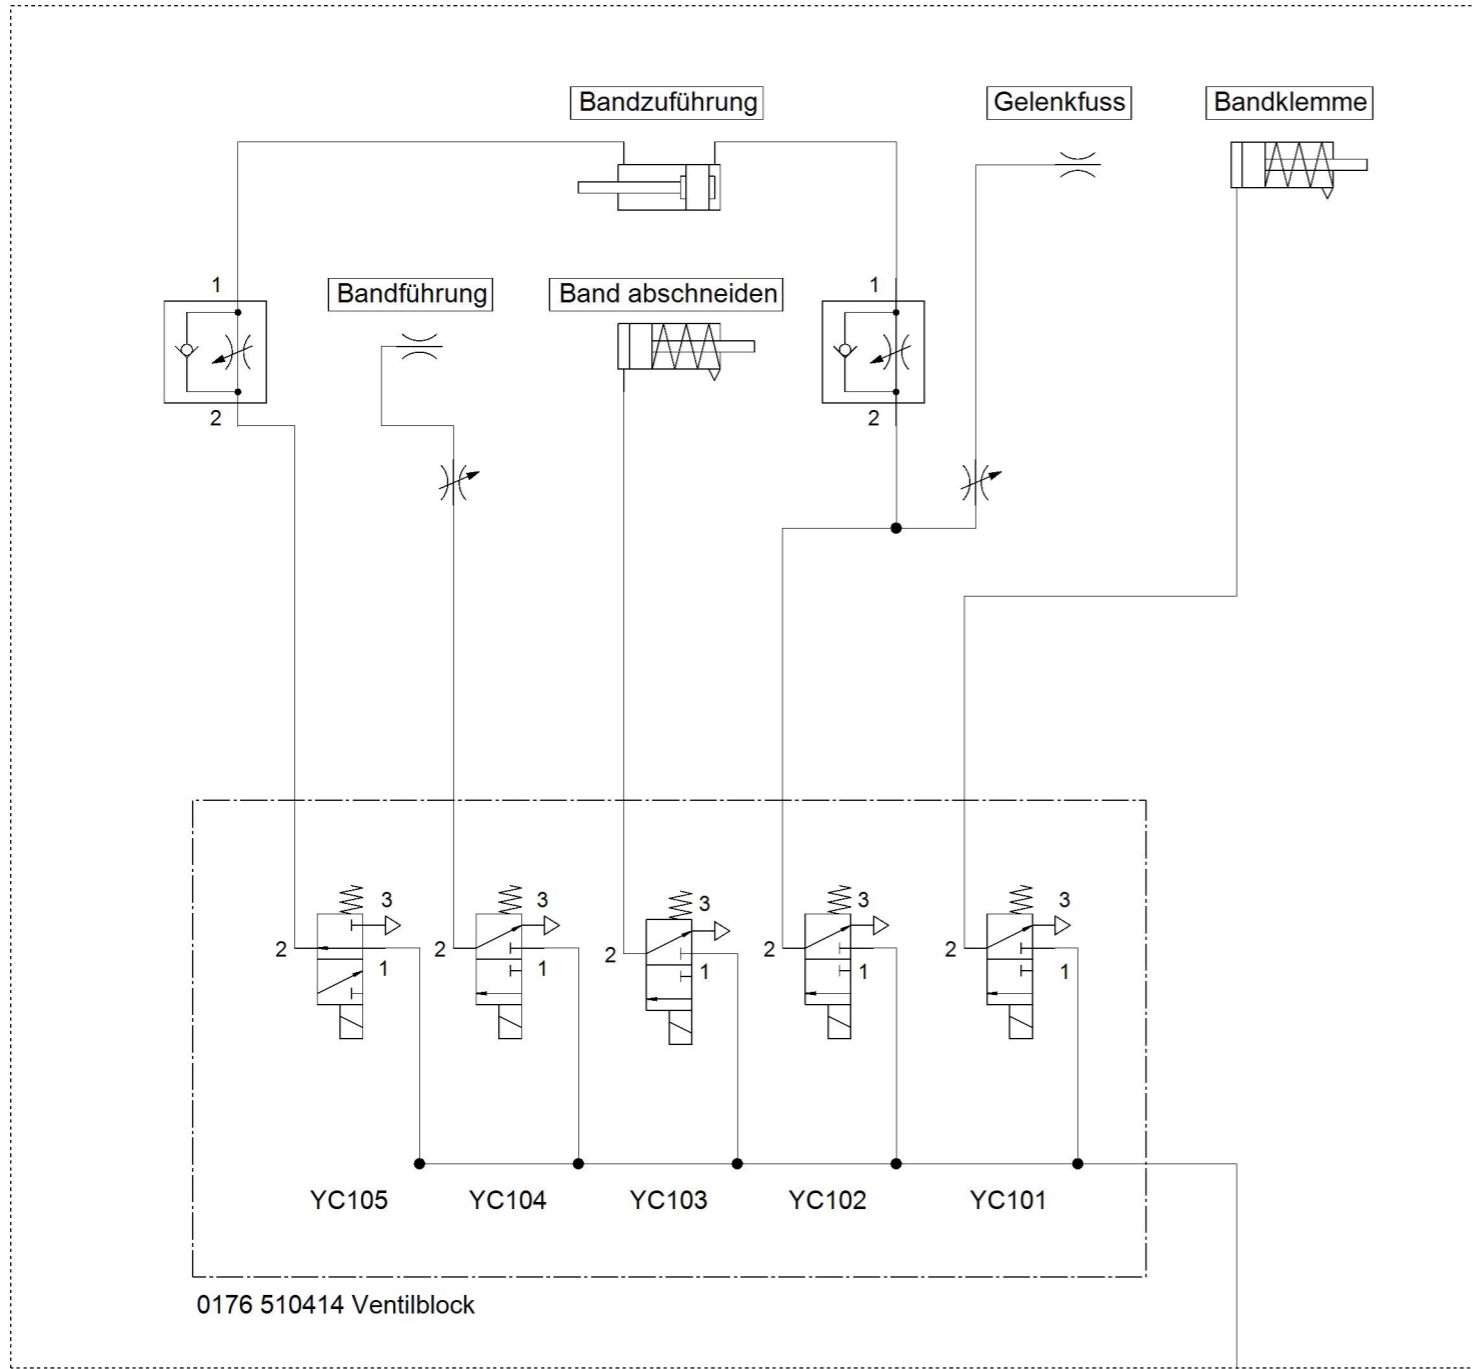 Bandzuführung
Gelenkfuss
Bandklemme
1
Bandführung
Band abschneiden
1
2
2
3
3
3
3
3
2
2
2
2
2
1
1
1
1
1
YC105
YC104
YC103
YC102
YC101
0176 510414 Ventilblock